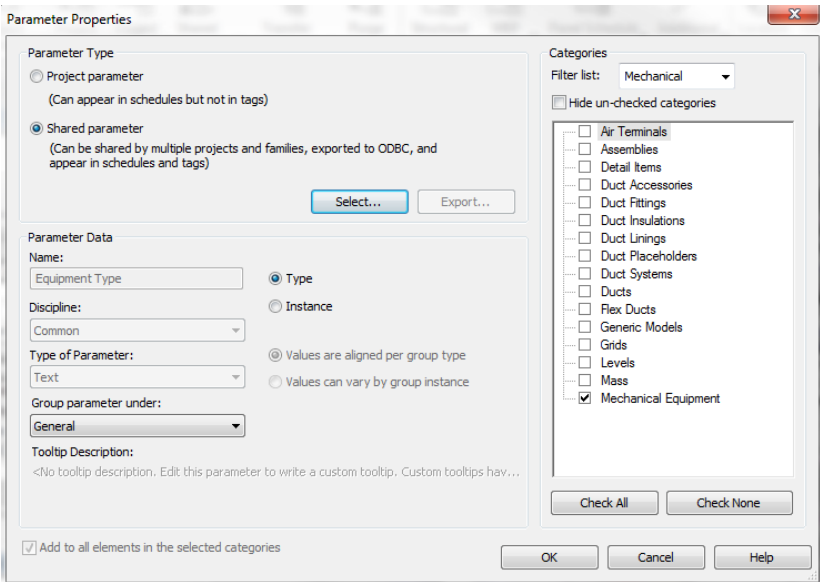 Parameter Properties
Parameter Type
Project parameter
(Can appear in schedules but not in tags)
Shared parameter
(Can be shared by multiple projects and families, exported to ODBC, and
appear in schedules and tags)
Select...
Export...
Parameter Data
Name:
Equipment Type
Type
Discipline:
Instance
Common
Type of Parameter:
Values are aligned per group type
Text
Values can vary by group instance
Group parameter under:
General
Tooltip Description:
<No tooltip description. Edit this parameter to write a custom tooltip. Custom tooltips hav...
Add to all elements in the selected categories
Categories
Filter list:
Mechanical
Hide un-checked categories
Air Terminals
Assemblies
Detail Items
Duct Accessories
Duct Fittings
Duct Insulations
Duct Linings
Duct Placeholders
Duct Systems
Ducts
Flex Ducts
Generic Models
Grids
Levels
Mass
Mechanical Equipment
Check All
Check None
OK
Cancel
Help